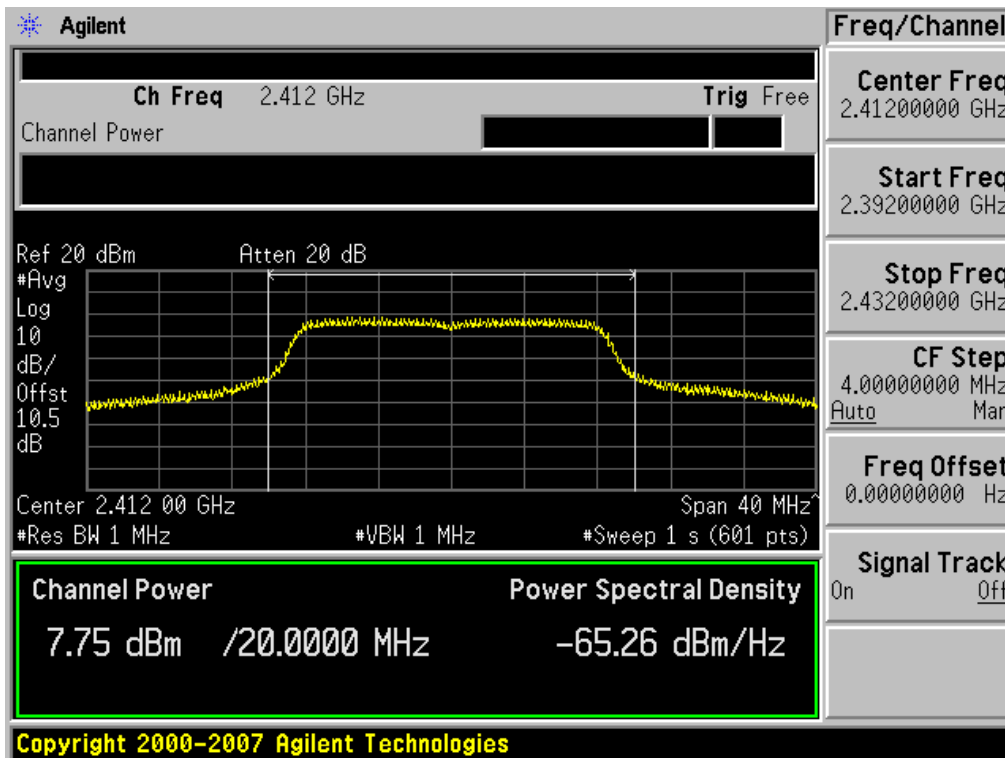 Agilent
Freq/Channel
Ch Freq 2.412 GHz Trig Free
Channel Power
Center Freq
2.41200000 GHz
Start Freq
2.39200000 GHz
Stop Freq
2.43200000 GHz
CF Step
4.00000000 MHz
Auto Man
Freq Offset
0.00000000 Hz
Signal Track
On Off
Ref 20 dBm Atten 20 dB
#Avg
Log
10
dB/
Offst
10.5
dB
Center 2.412 00 GHz Span 40 MHz^
#Res BW 1 MHz #VBW 1 MHz #Sweep 1 s (601 pts)
Channel Power Power Spectral Density
7.75 dBm /20.0000 MHz -65.26 dBm/Hz
Copyright 2000-2007 Agilent Technologies